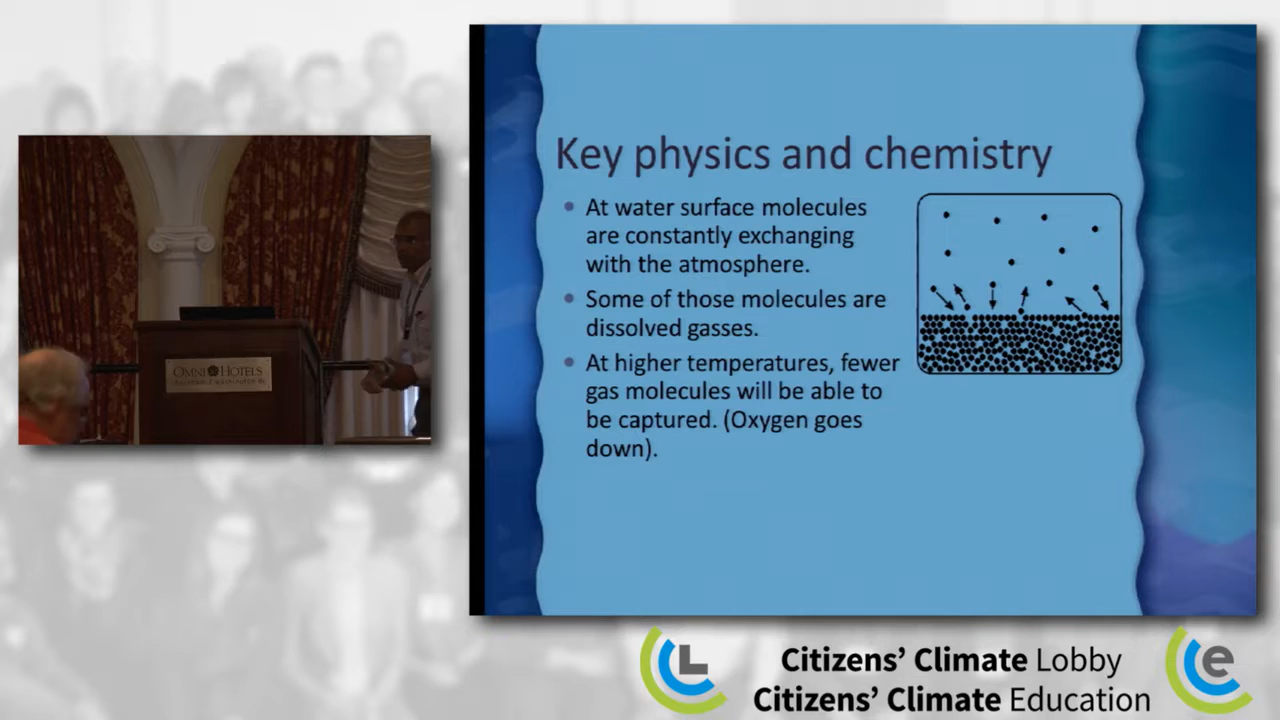 Key physics and chemistry
At water surface molecules
are constantly exchanging
with the atmosphere.
Some of those molecules are
dissolved gasses.
At higher temperatures, fewer
gas molecules will be able to
be captured. (Oxygen goes
down).
OMNI HOTELS
L
Citizens’ Climate Lobby
e
Citizens’ Climate Education